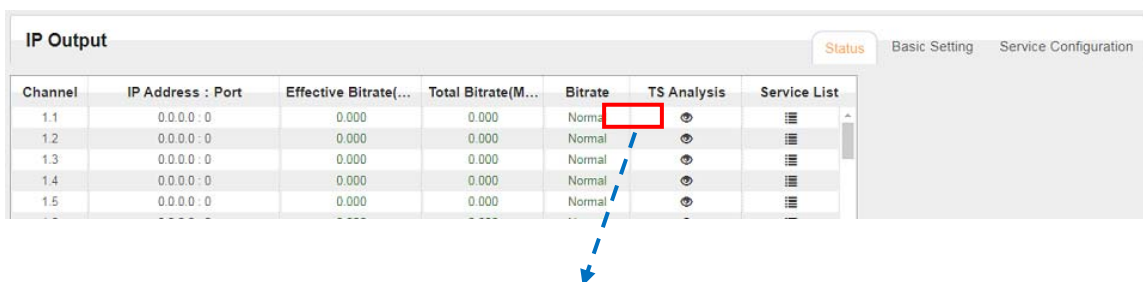 IP Output
Status Basic Setting Service Configuration
Channel IP Address : Port Effective Bitrate(... Total Bitrate(M... Bitrate TS Analysis Service List
1.1 0.0.0.0 : 0 0.000 0.000 Normal
1.2 0.0.0.0 : 0 0.000 0.000 Normal
1.3 0.0.0.0 : 0 0.000 0.000 Normal
1.4 0.0.0.0 : 0 0.000 0.000 Normal
1.5 0.0.0.0 : 0 0.000 0.000 Normal